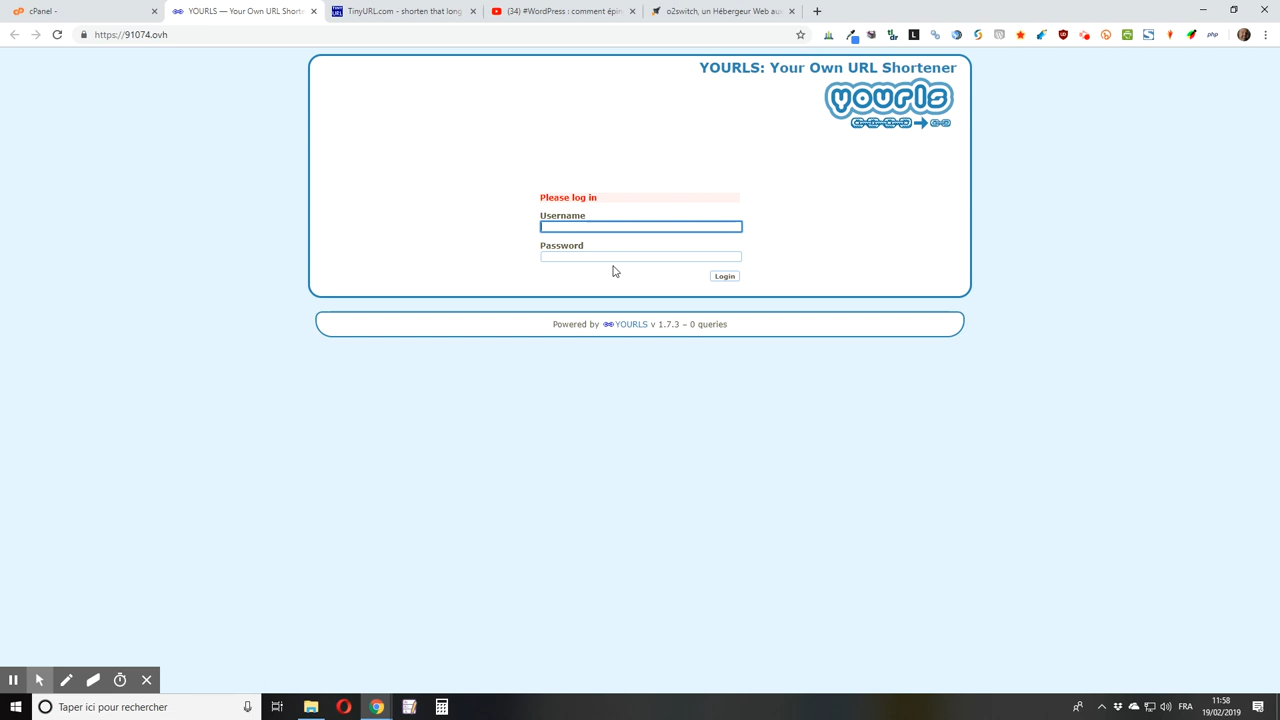 cPanel -
YOURLS — Your Own URL Shorte
TinyURL.com - shorten that long
(34) #WordPress : comment épin
o2switch, un Hébergeur Web au
https://91074.ovh
YOURLS: Your Own URL Shortener
yourls
Please log in
Username
Password
Login
Powered by YOURLS v 1.7.3 – 0 queries
Taper ici pour rechercher
FRA
11:58
19/02/2019